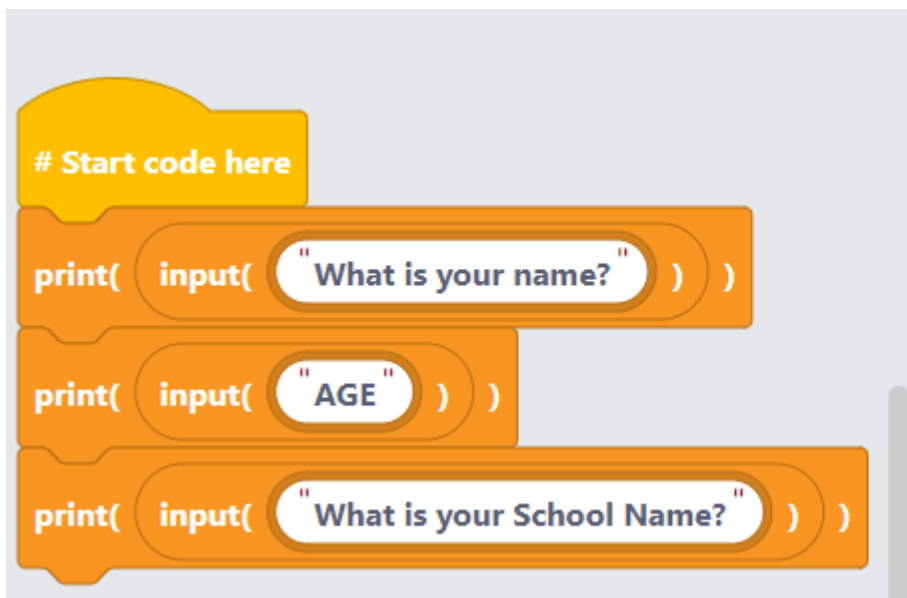 # Start code here
print( input( "What is your name?" ) )
print( input( "AGE" ) )
print( input( "What is your School Name?" ) )